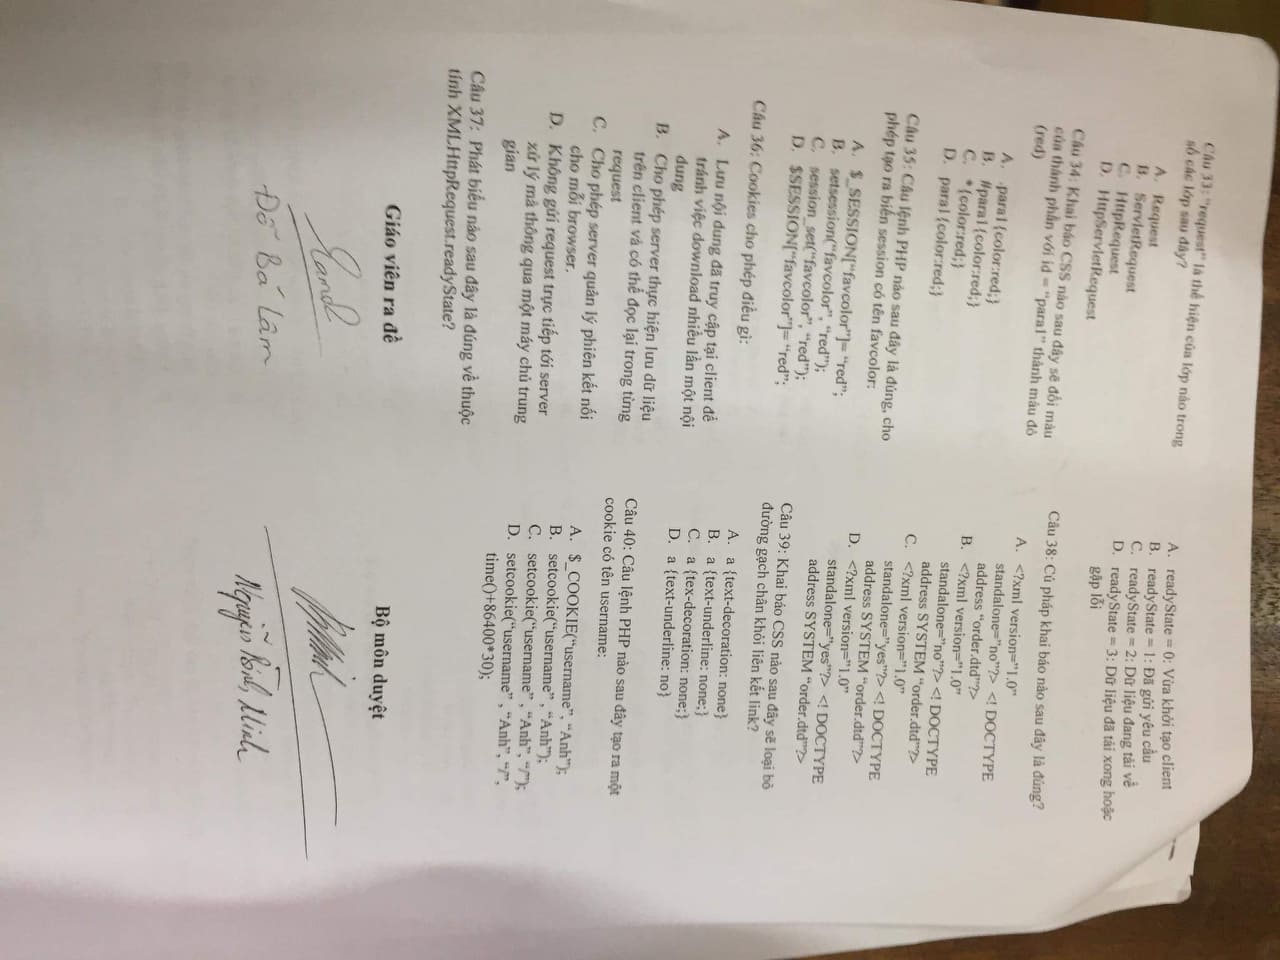 Câu 33: "request" là thể hiện của lớp nào trong
số các lớp sau đây?
A. Request
B. ServletRequest
C. HttpRequest
D. HttpServletRequest
Câu 34: Khai báo CSS nào sau đây sẽ đổi màu
của thành phần với id = "para1" thành màu đỏ
(red)
A. .para1{color:red;}
B. #para1{color:red;}
C. *{color:red;}
D. para1{color:red;}
Câu 35: Câu lệnh PHP nào sau đây là đúng, cho
phép tạo ra biến session có tên favcolor:
A. $_SESSION["favcolor"]= "red";
B. setsession("favcolor", "red");
C. session_set("favcolor", "red");
D. $SESSION["favcolor"]= "red";
Câu 36: Cookies cho phép điều gì:
A. Lưu nội dung đã truy cập tại client để
tránh việc download nhiều lần một nội
dung
B. Cho phép server thực hiện lưu dữ liệu
trên client và có thể đọc lại trong từng
request
C. Cho phép server quản lý phiên kết nối
cho mỗi browser.
D. Không gửi request trực tiếp tới server
xử lý mà thông qua một máy chủ trung
gian
Câu 37: Phát biểu nào sau đây là đúng về thuộc
tính XMLHttpRequest.readyState?
A. readyState = 0: Vừa khởi tạo client
B. readyState = 1: Đã gửi yêu cầu
C. readyState = 2: Dữ liệu đang tải về
D. readyState = 3: Dữ liệu đã tải xong hoặc
gặp lỗi
Câu 38: Cú pháp khai báo nào sau đây là đúng?
A. <?xml version="1.0"
standalone="no"?> <! DOCTYPE
address "order.dtd"?>
B. <?xml version="1.0"
standalone="no"?> <! DOCTYPE
address SYSTEM "order.dtd"?>
C. <?xml version="1.0"
standalone="yes"?> <! DOCTYPE
address SYSTEM "order.dtd"?>
D. <?xml version="1.0"
standalone="yes"?> <! DOCTYPE
address SYSTEM "order.dtd"?>
Câu 39: Khai báo CSS nào sau đây sẽ loại bỏ
đường gạch chân khỏi liên kết link?
A. a {text-decoration: none}
B. a {text-underline: none;}
C. a {tex-decoration: none;}
D. a {text-underline: no}
Câu 40: Câu lệnh PHP nào sau đây tạo ra một
cookie có tên username:
A. $_COOKIE("username", "Anh");
B. setcookie("username" , "Anh");
C. setcookie("username" , "Anh", "/");
D. setcookie("username" , "Anh", "/",
time()+86400*30);
Giáo viên ra đề
Đỗ Bá Lâm
Bộ môn duyệt
Nguyễn Bình Minh